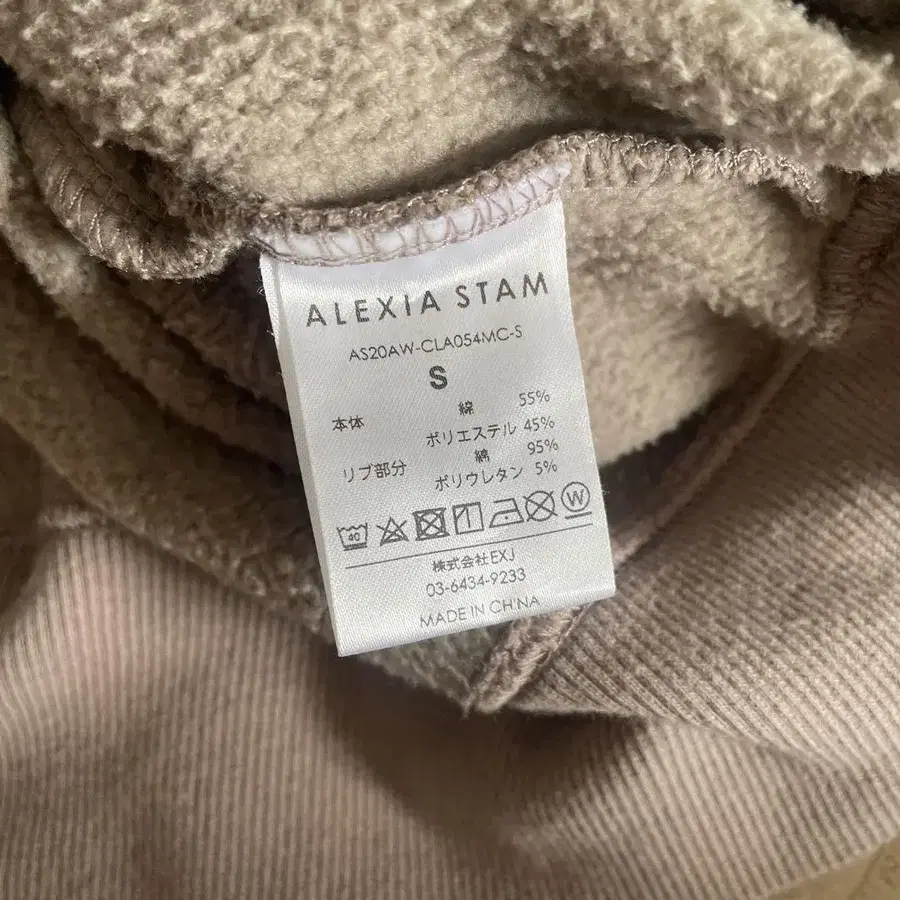 ALEXIA STAM
AS20AW-CLA054MC-S
S
本体 綿 55%
ポリエステル 45%
リブ部分 綿 95%
ポリウレタン 5%
40 W
株式会社EXJ
03-6434-9233
MADE IN CHINA